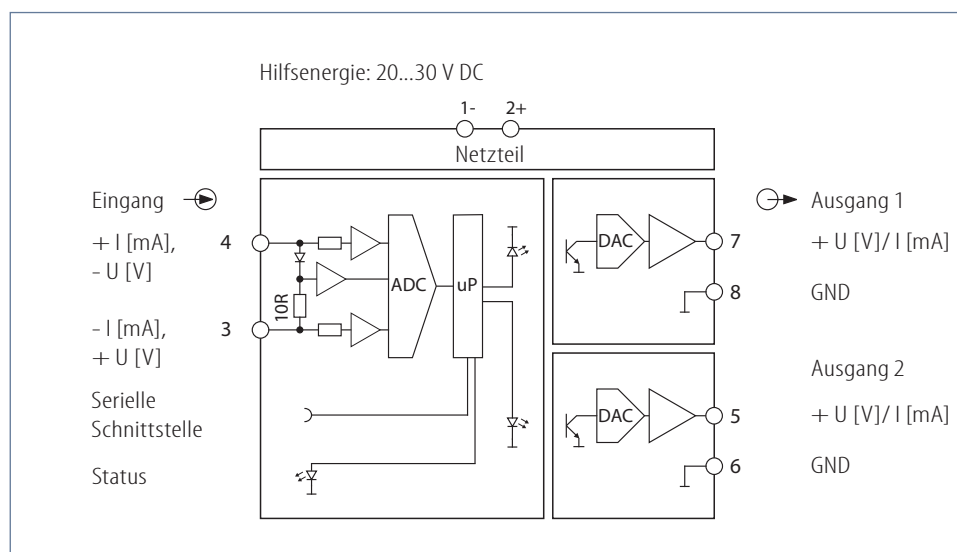 Hilfsenergie: 20...30 V DC
1- 2+
Netzteil
Eingang
+ I [mA], 4
- U [V]
10R
ADC
uP
- I [mA], 3
+ U [V]
Serielle
Schnittstelle
Status
Ausgang 1
DAC 7 + U [V]/ I [mA]
8 GND
Ausgang 2
DAC 5 + U [V]/ I [mA]
6 GND